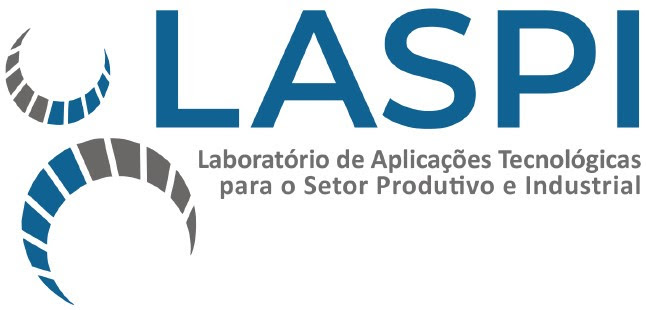 LASPI
Laboratório de Aplicações Tecnológicas
para o Setor Produtivo e Industrial